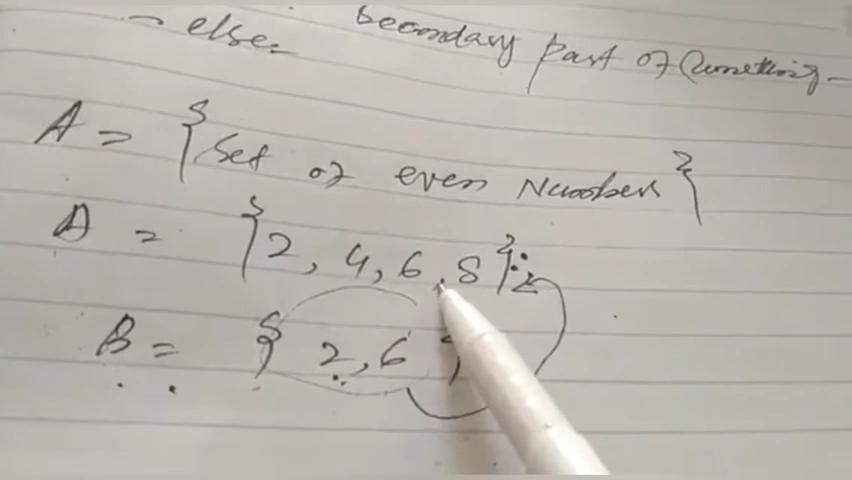 secondary part of something -
- else.
A = { Set of even Numbers }
A = { 2, 4, 6, 8 }
B = { 2, 6 }